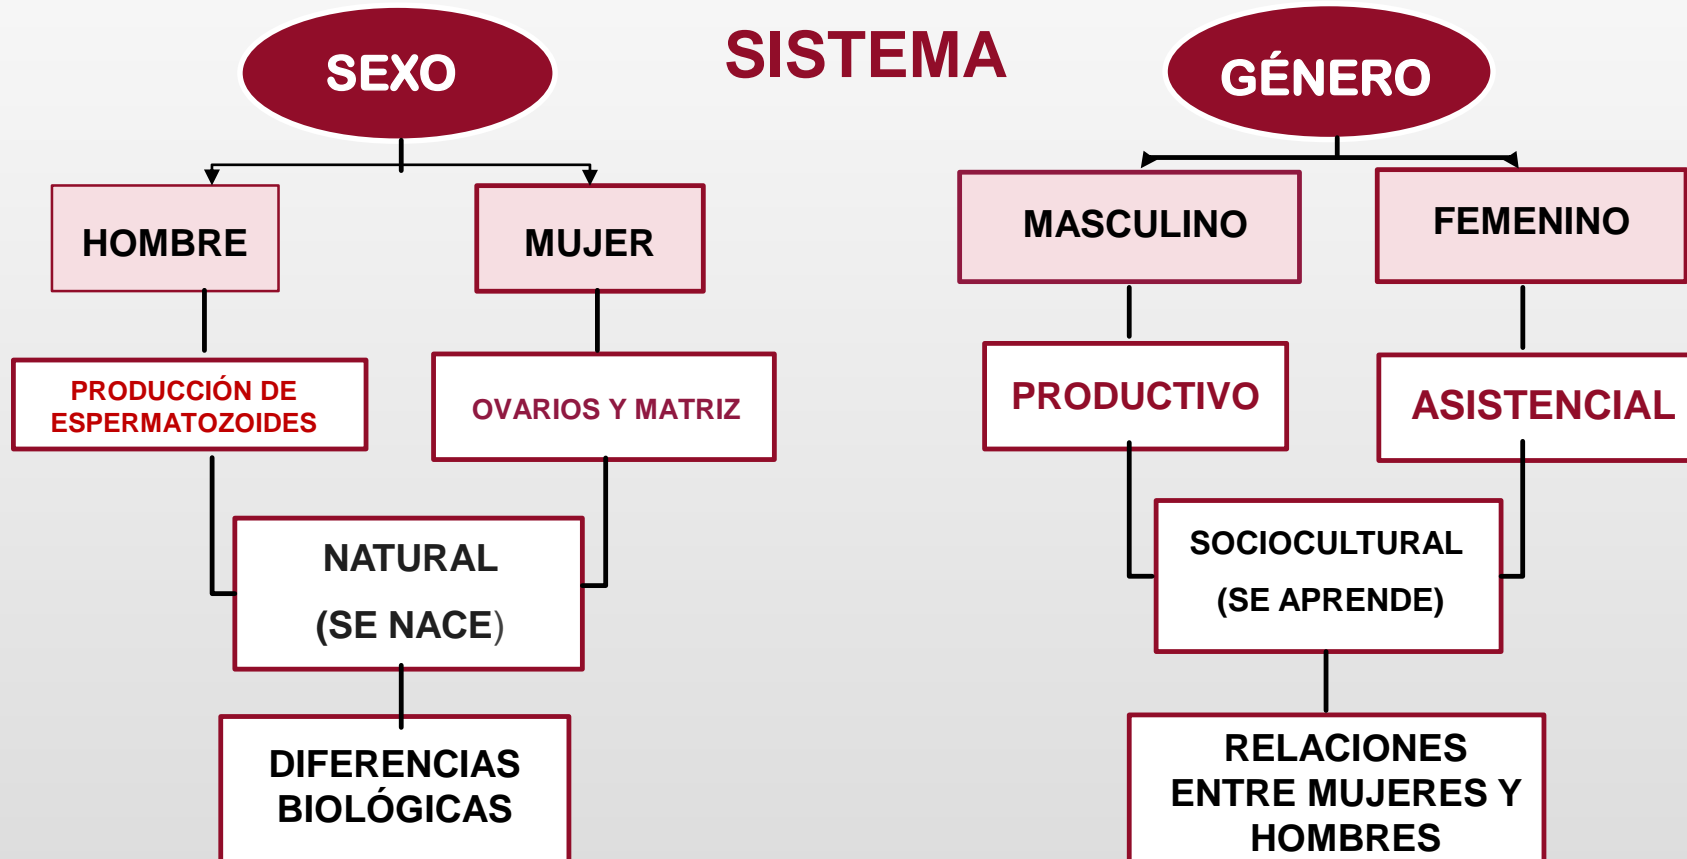 SEXO
SISTEMA
GÉNERO
HOMBRE
MUJER
MASCULINO
FEMENINO
PRODUCCIÓN DE
ESPERMATOZOIDES
OVARIOS Y MATRIZ
PRODUCTIVO
ASISTENCIAL
NATURAL
(SE NACE)
SOCIOCULTURAL
(SE APRENDE)
DIFERENCIAS
BIOLÓGICAS
RELACIONES
ENTRE MUJERES Y
HOMBRES